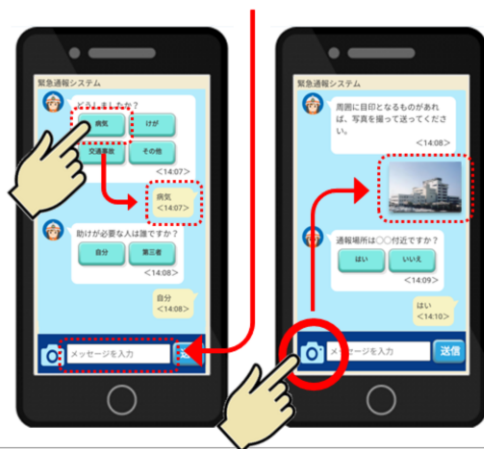 緊急通報システム
どうしましたか？
病気
けが
交通事故
その他
<14:07>
病気
<14:07>
助けが必要な人は誰ですか？
自分
第三者
<14:08>
自分
<14:08>
メッセージを入力
緊急通報システム
周囲に目印となるものがあれ
ば、写真を撮って送ってくださ
い。
<14:08>
通報場所は〇〇付近ですか？
はい
いいえ
<14:09>
はい
<14:10>
メッセージを入力
送信